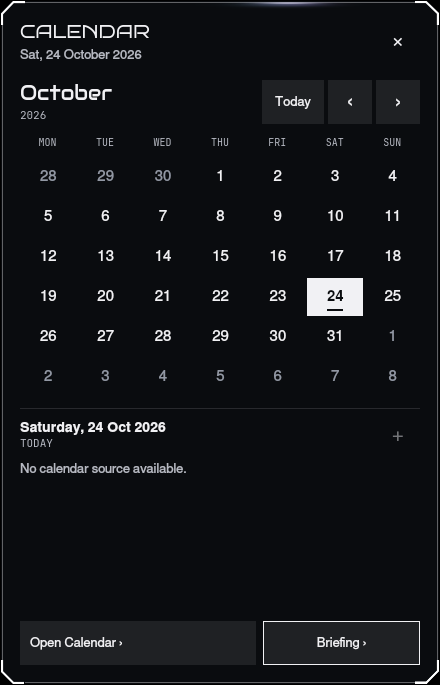 CALENDAR
Sat, 24 October 2026
×
October
2026
Today ‹ ›
MON TUE WED THU FRI SAT SUN
28 29 30 1 2 3 4
5 6 7 8 9 10 11
12 13 14 15 16 17 18
19 20 21 22 23 24 25
26 27 28 29 30 31 1
2 3 4 5 6 7 8
Saturday, 24 Oct 2026
TODAY
+
No calendar source available.
Open Calendar › Briefing ›